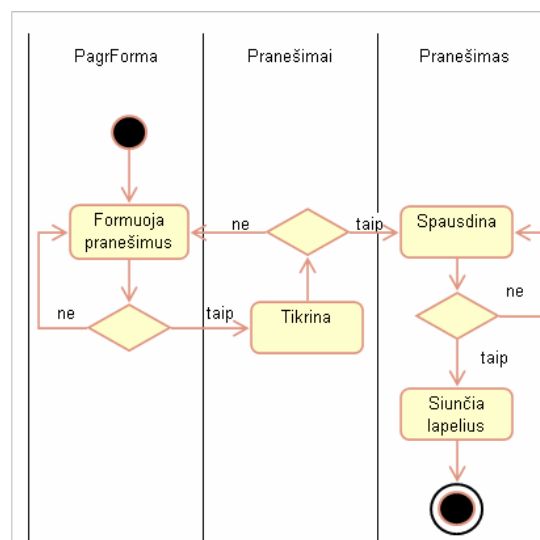 PagrForma
Pranešimai
Pranešimas
Formuoja
pranešimus
ne
taip
Spausdina
ne
taip
Tikrina
ne
taip
Siunčia
lapelius